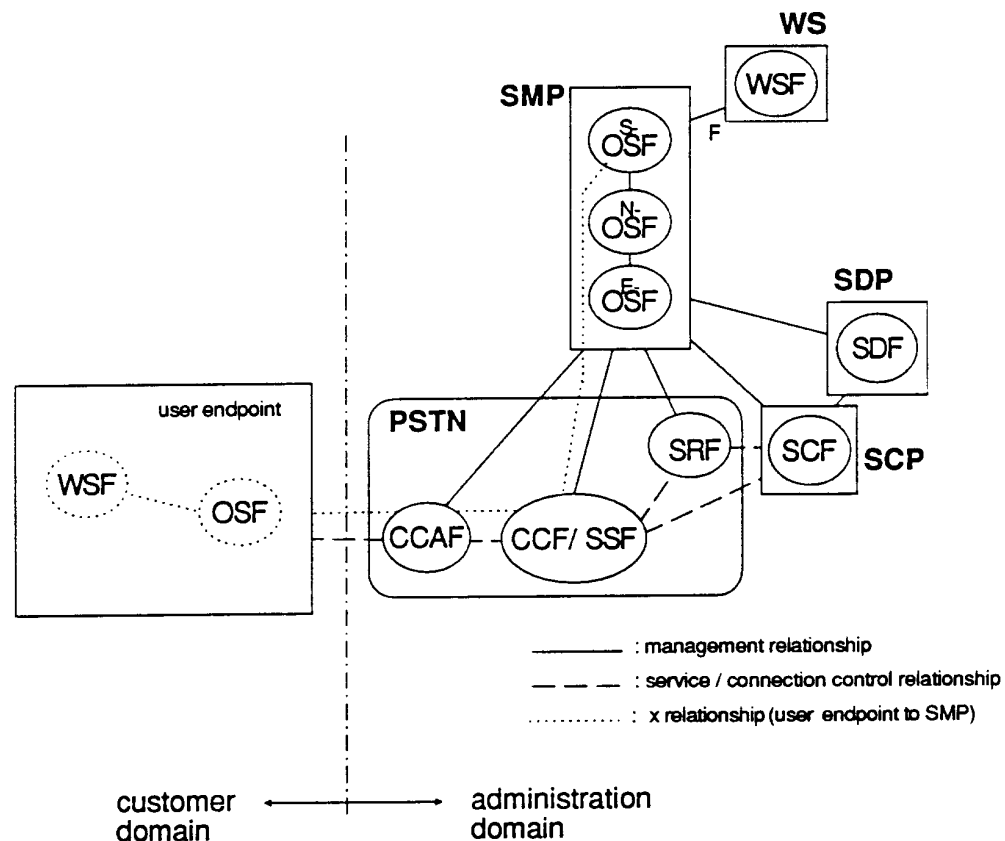 WS
WSF
SMP
F
S-
OSF
N-
OSF
E-
OSF
SDP
SDF
user endpoint
PSTN
WSF
OSF
SRF
SCF
SCP
CCAF
CCF/ SSF
: management relationship
: service / connection control relationship
: x relationship (user endpoint to SMP)
customer
domain
administration
domain